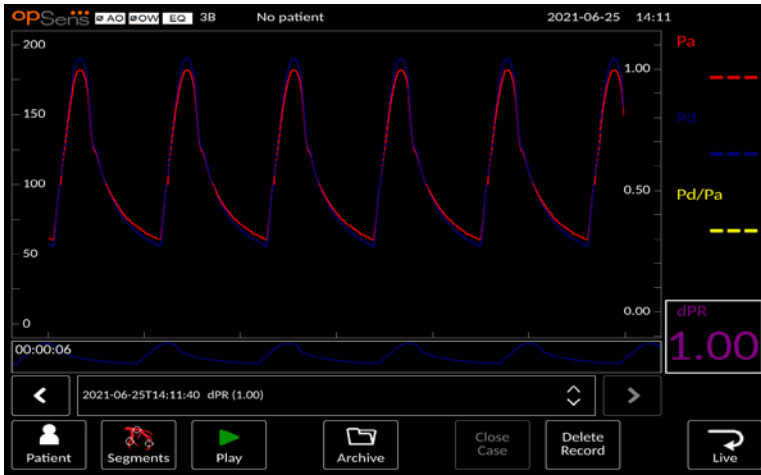 opSens ø AO øOW EQ 3B No patient 2021-06-25 14:11
200
150
100
50
0
1.00
0.50
0.00
Pa
Pd
Pd/Pa
dPR
1.00
00:00:06
2021-06-25T14:11:40 dPR (1.00)
Patient
Segments
Play
Archive
Close
Case
Delete
Record
Live